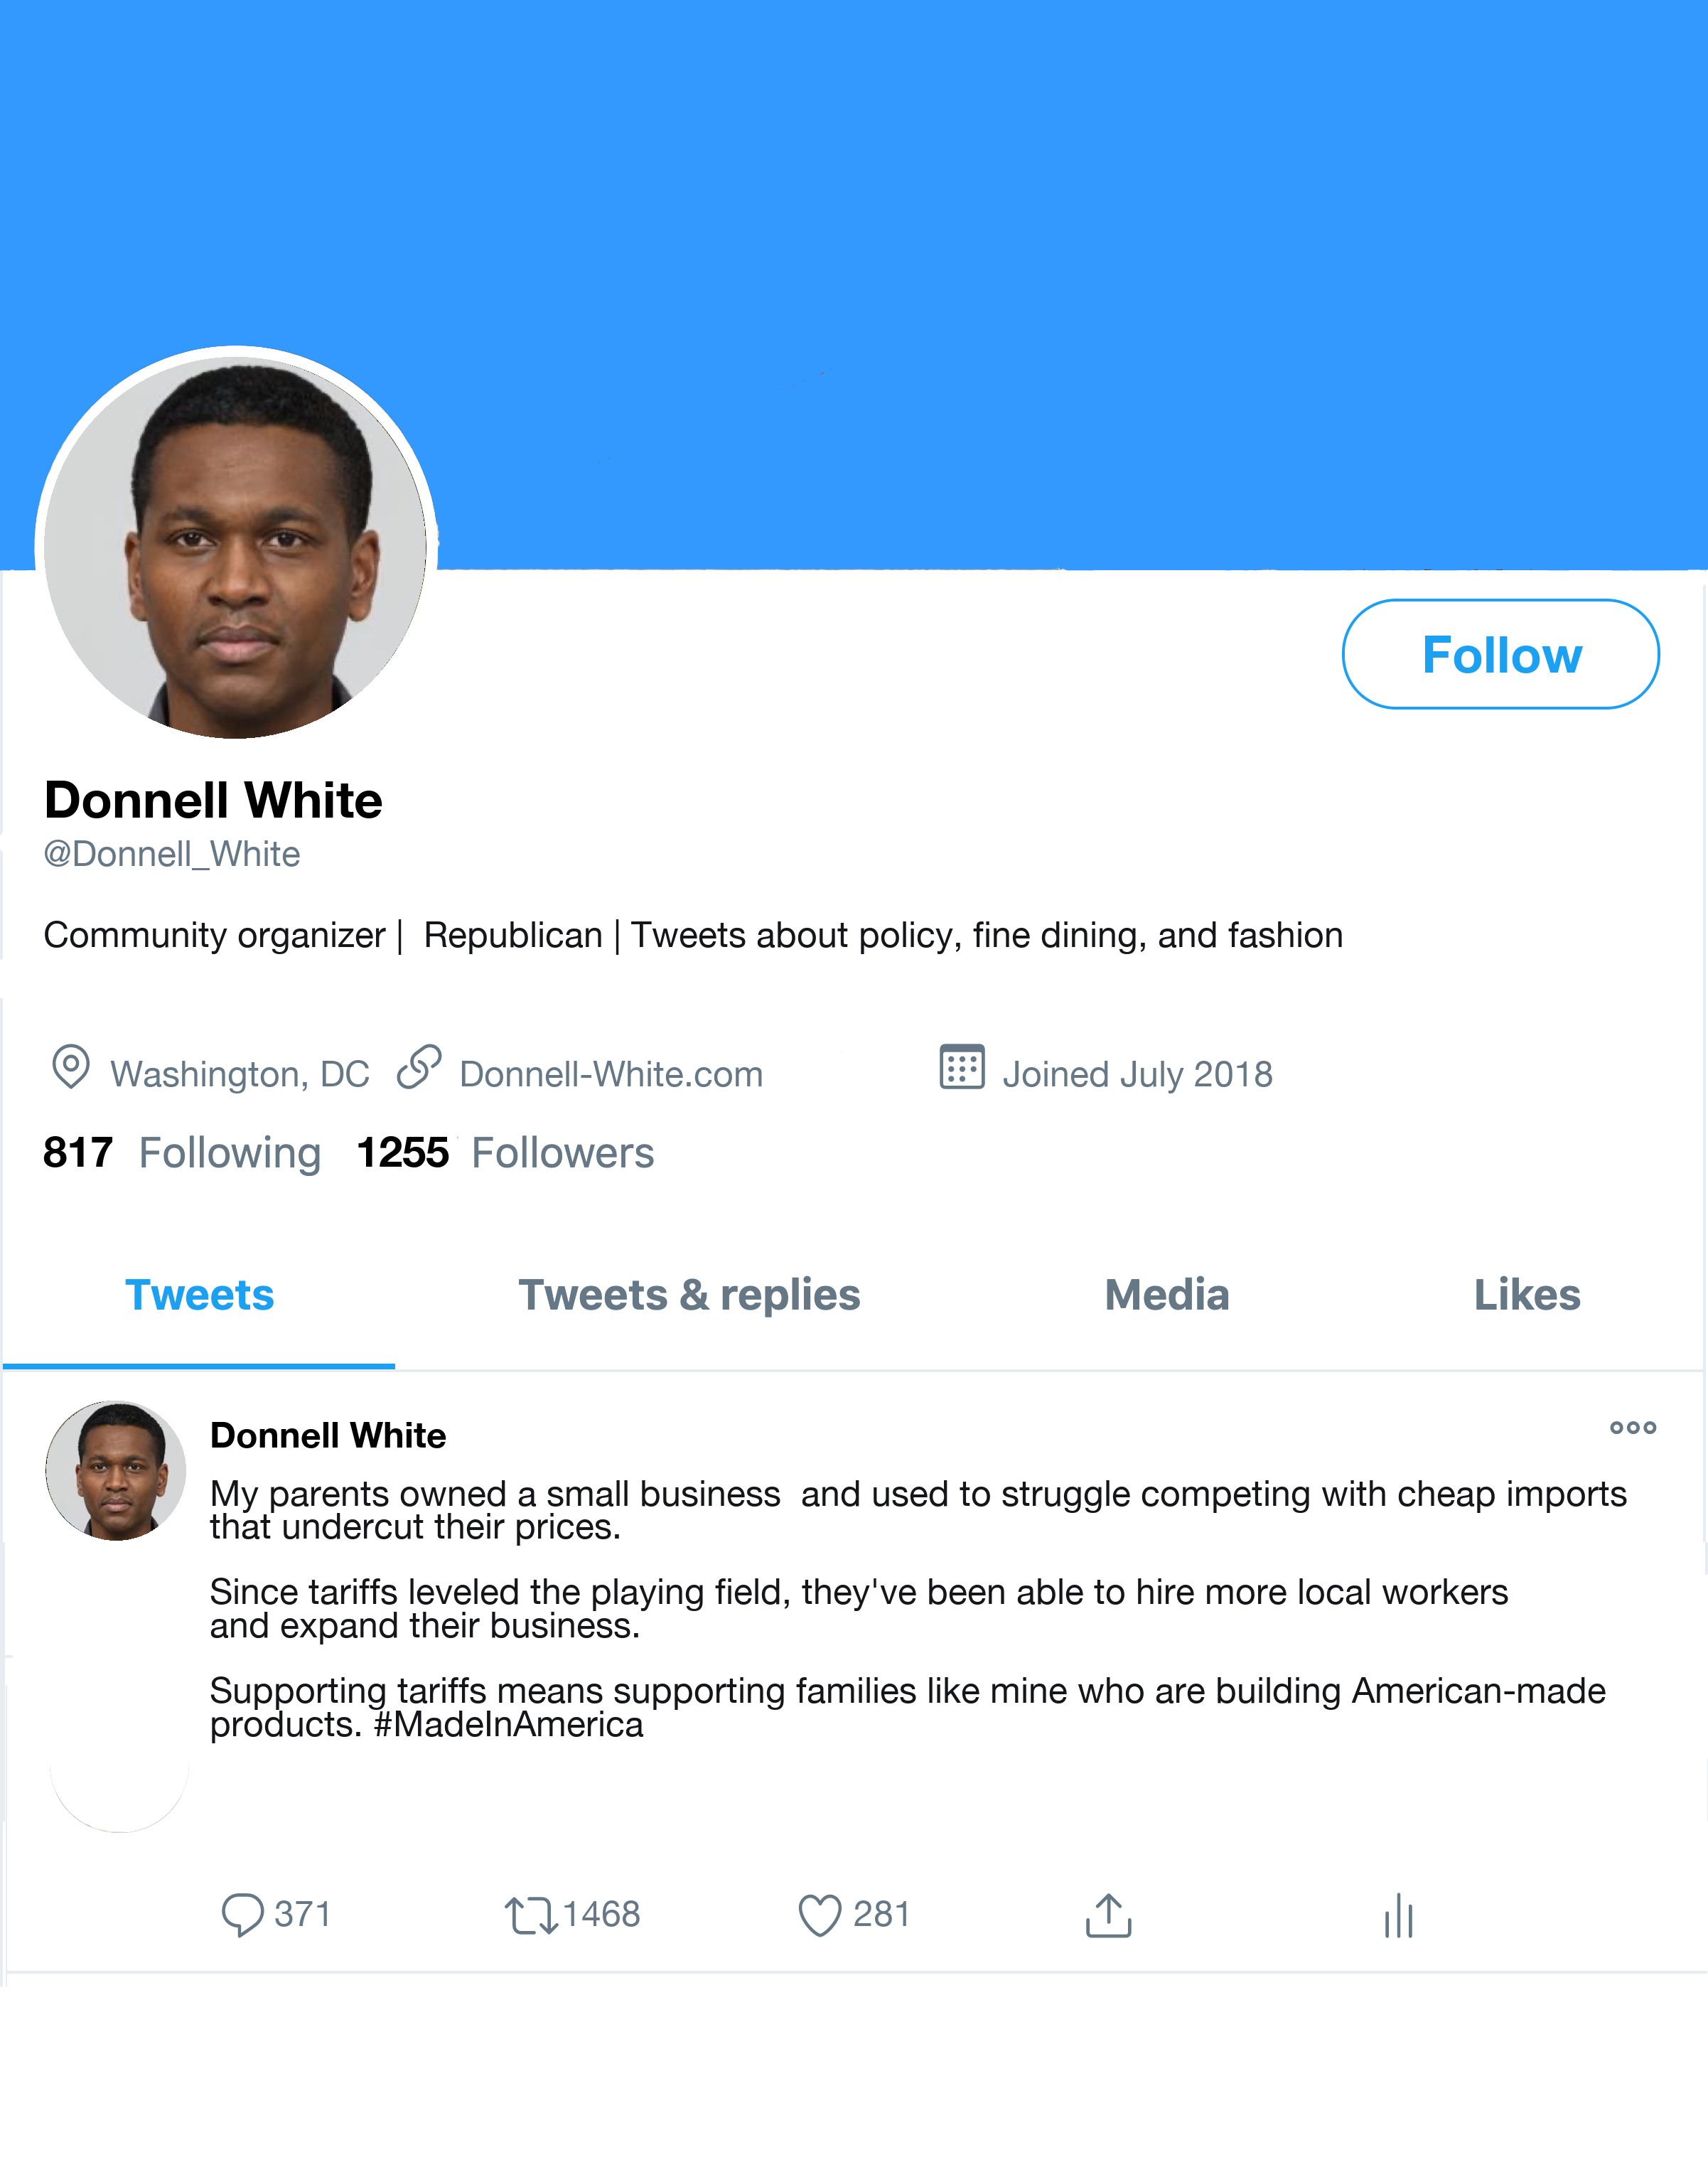 Follow
Donnell White
@Donnell_White
Community organizer |  Republican | Tweets about policy, fine dining, and fashion
Washington, DC Donnell-White.com Joined July 2018
817 Following 1255 Followers
Tweets Tweets & replies Media Likes
Donnell White
My parents owned a small business  and used to struggle competing with cheap imports
that undercut their prices.
Since tariffs leveled the playing field, they've been able to hire more local workers
and expand their business.
Supporting tariffs means supporting families like mine who are building American-made
products. #MadeInAmerica
371 1468 281